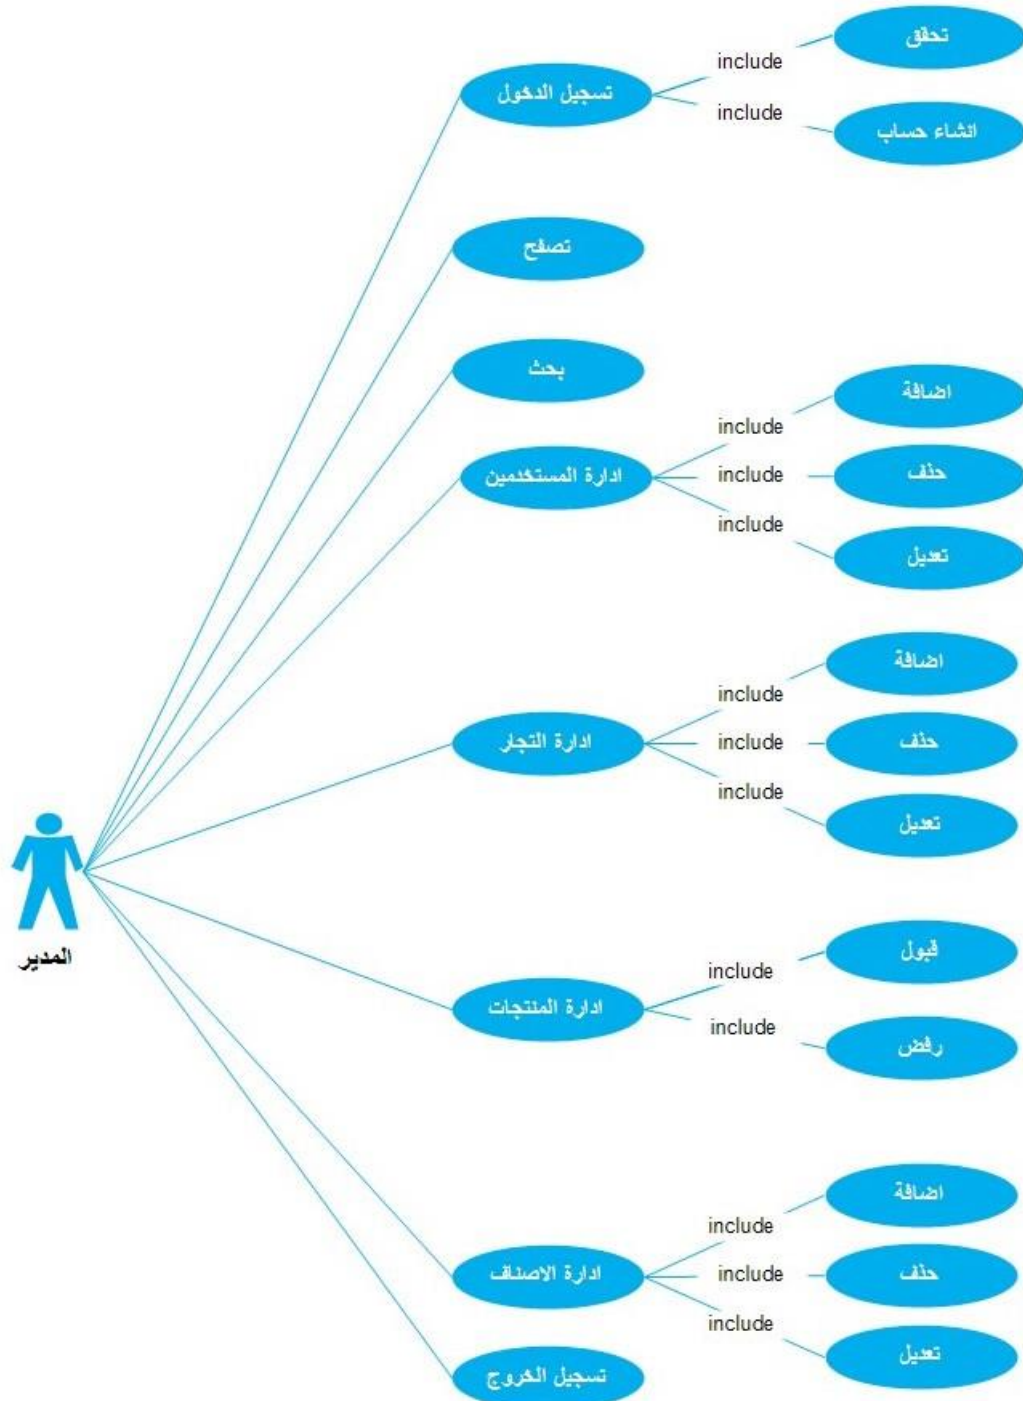 تحقق
include
تسجيل الدخول
include
انشاء حساب
تصفح
بحث
اضافة
include
ادارة المستخدمين
include
حذف
include
تعديل
اضافة
include
ادارة التجار
include
حذف
include
تعديل
المدير
قبول
include
ادارة المنتجات
include
رفض
اضافة
include
ادارة الاصناف
include
حذف
include
تعديل
تسجيل الخروج